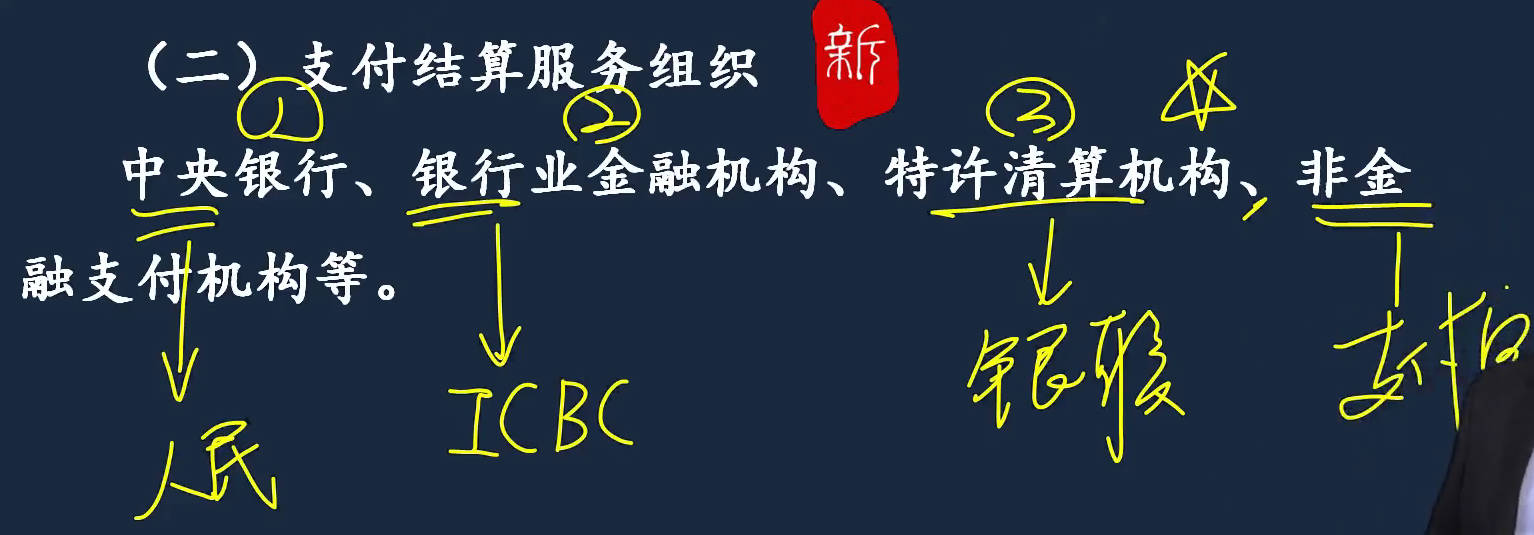 （二）支付结算服务组织 新
① ② ③
中央银行、银行业金融机构、特许清算机构、非金
融支付机构等。
人民 ICBC 银联 支付